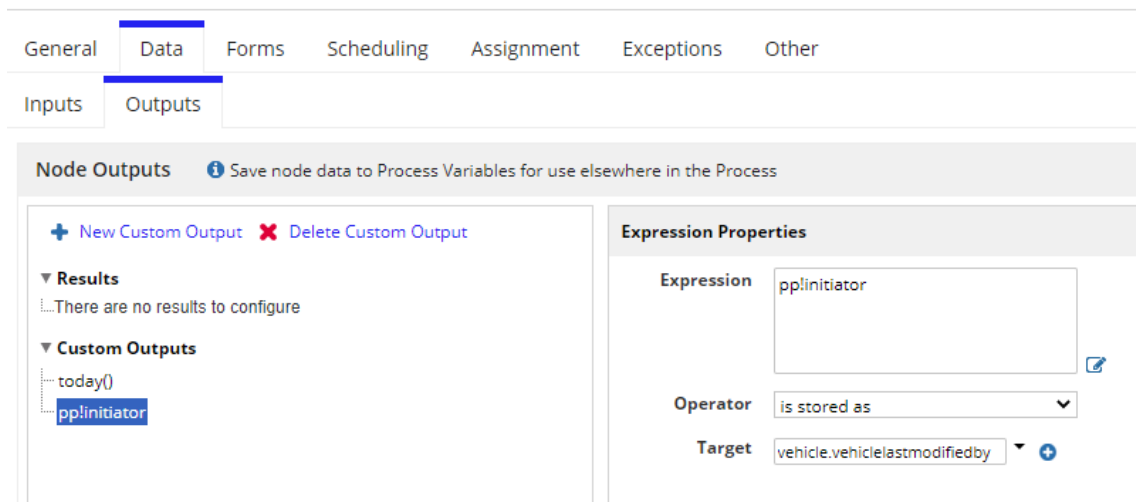 General Data Forms Scheduling Assignment Exceptions Other
Inputs Outputs
Node Outputs Save node data to Process Variables for use elsewhere in the Process
New Custom Output Delete Custom Output
Results
There are no results to configure
Custom Outputs
today()
pp!initiator
Expression Properties
Expression pp!initiator
Operator is stored as
Target vehicle.vehiclelastmodifiedby